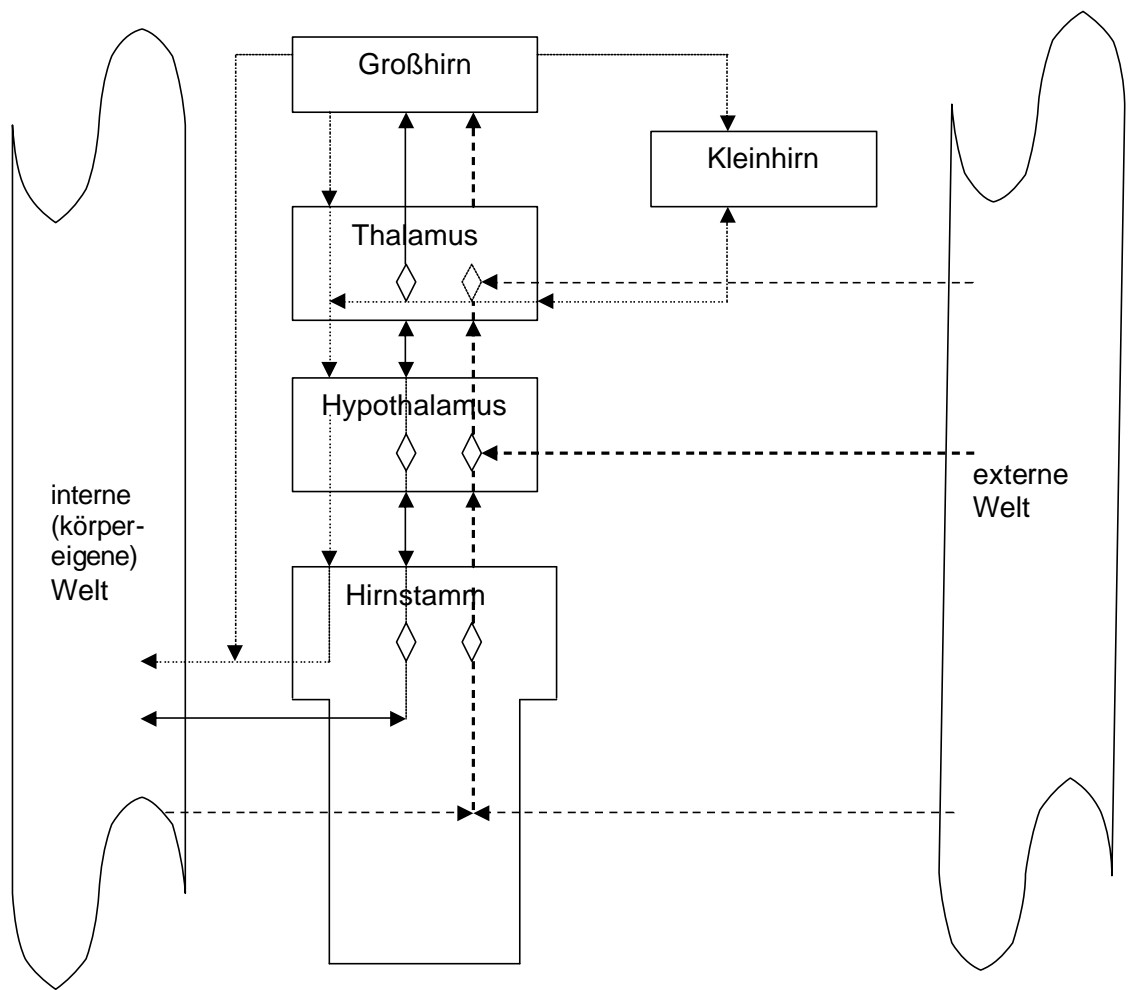 Großhirn
Kleinhirn
Thalamus
Hypothalamus
interne
(körper-
eigene)
Welt
externe
Welt
Hirnstamm